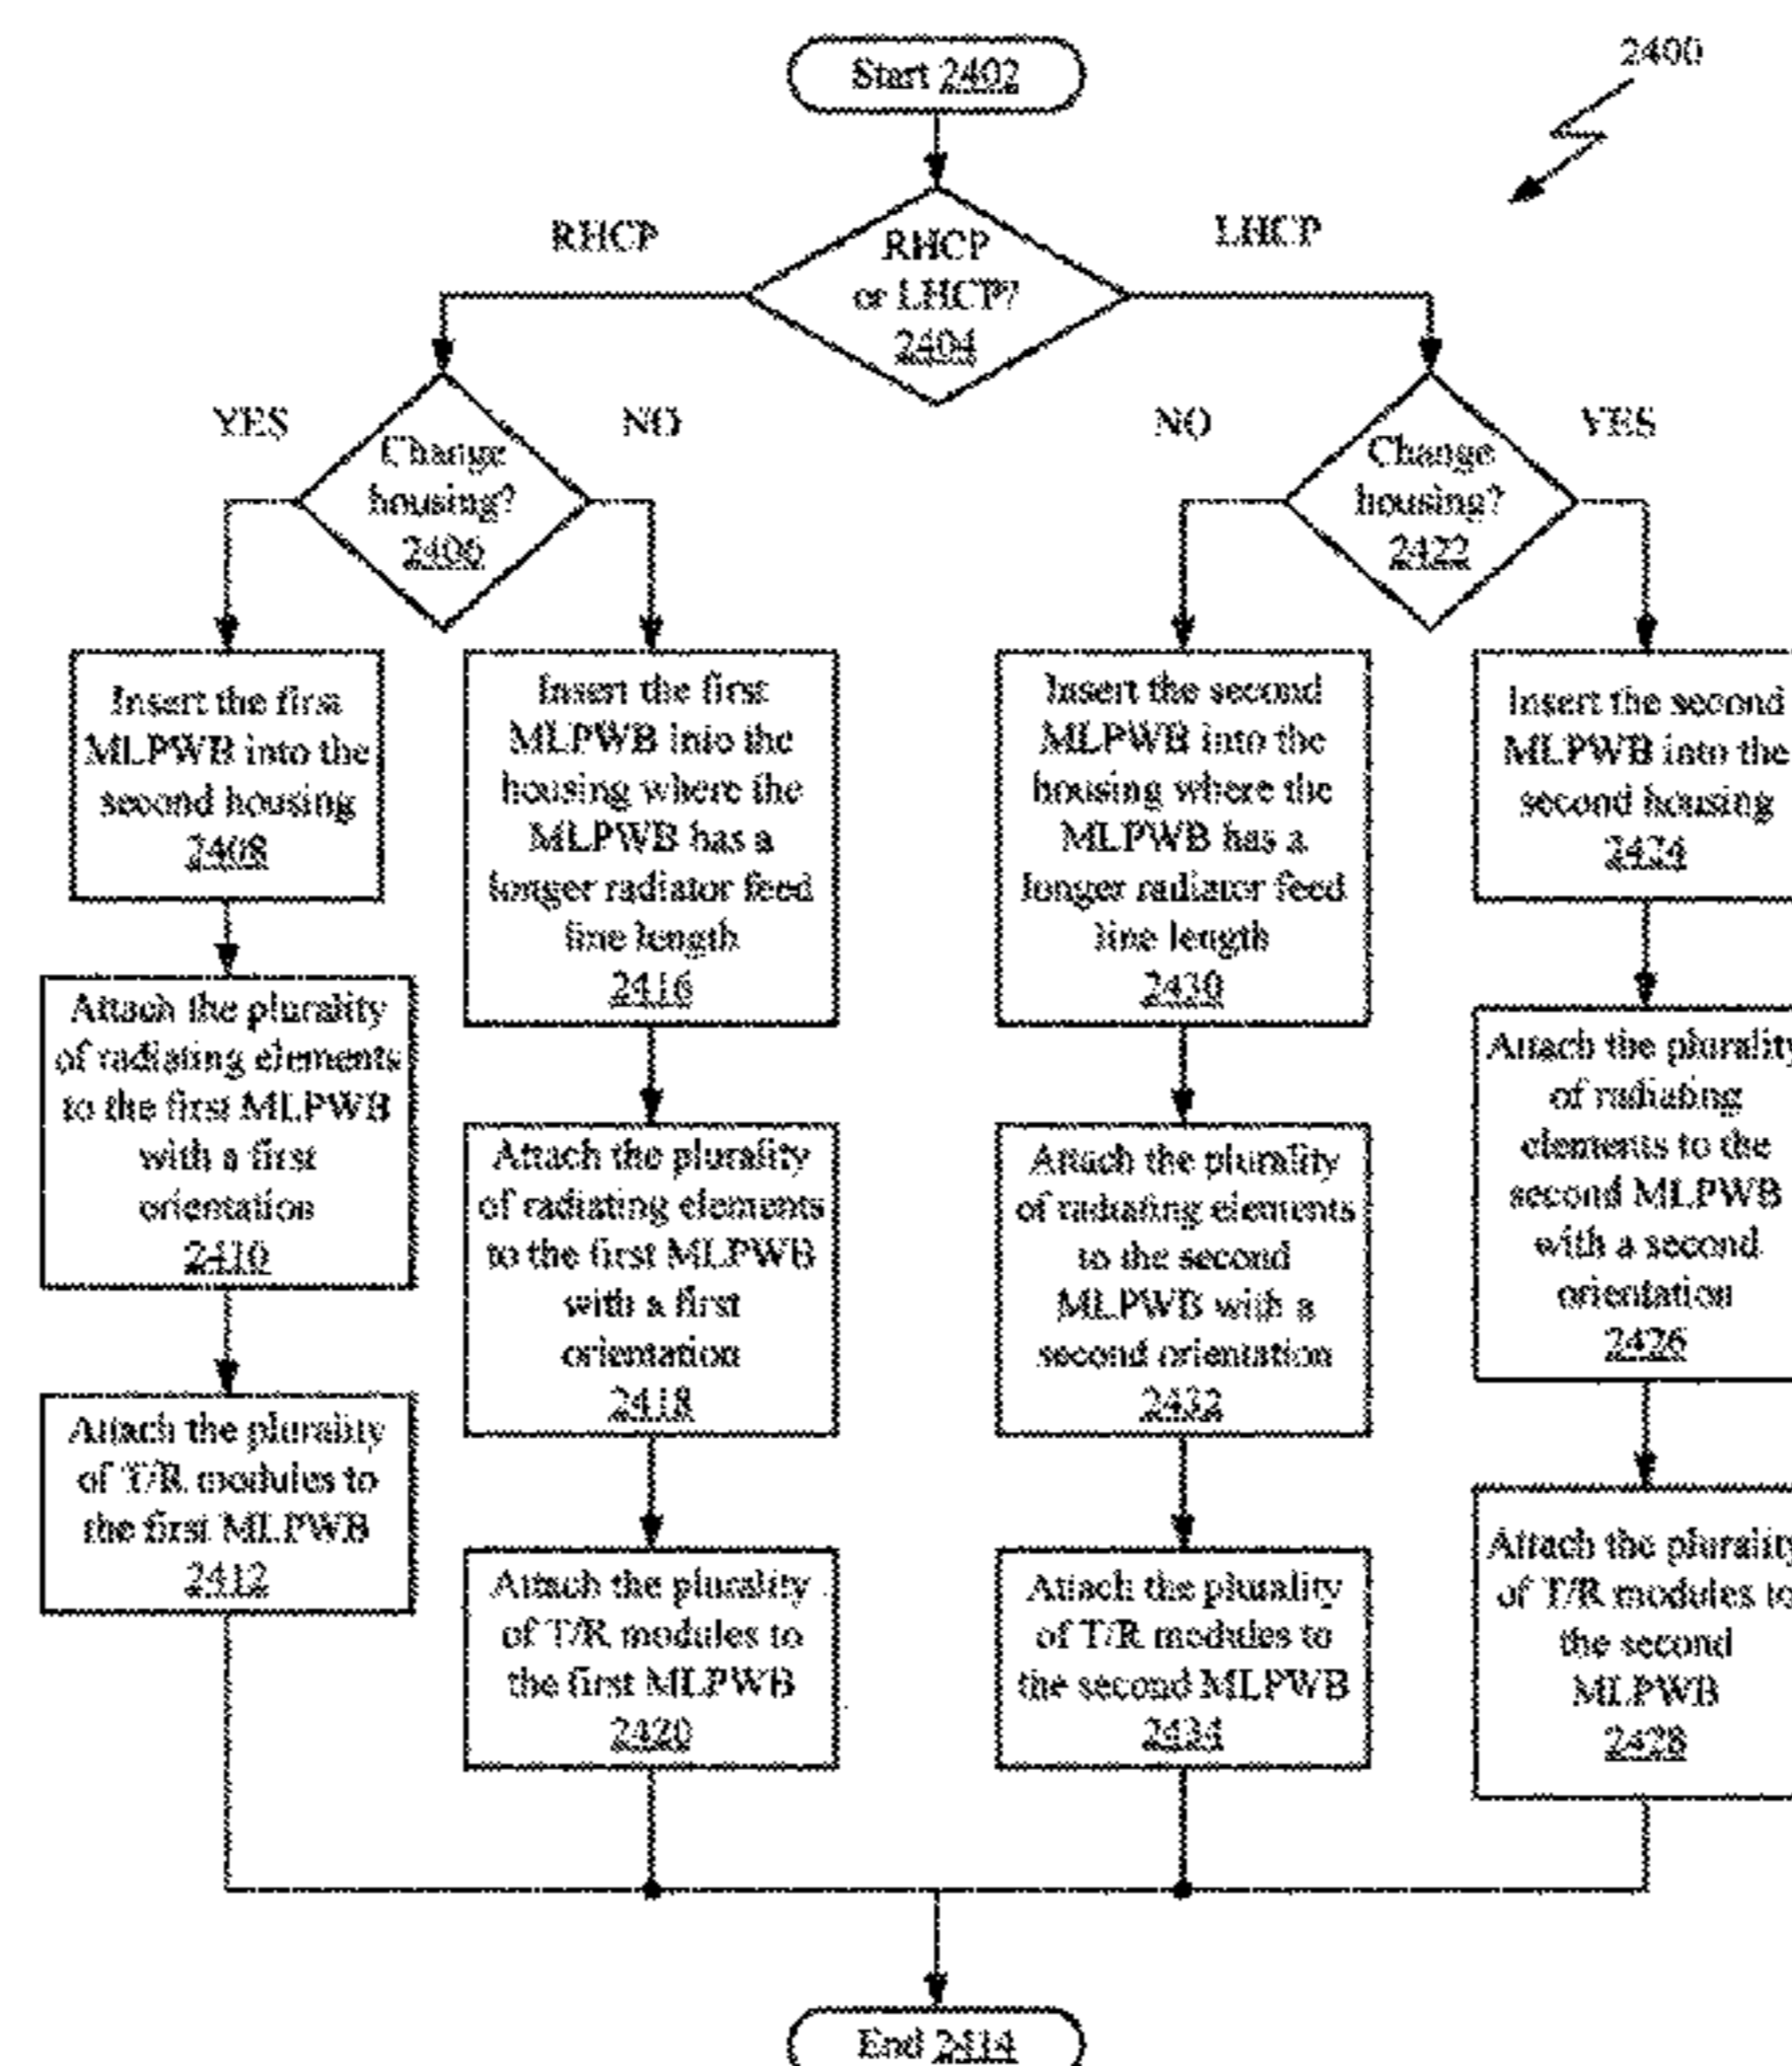 2400
Start 2402
RHCP
LHCP
RHCP
or LHCP?
2404
YES
NO
Change
housing?
2406
NO
YES
Change
housing?
2422
Insert the first
MLPWB into the
second housing
2408
Insert the first
MLPWB into the
housing where the
MLPWB has a
longer radiator feed
line length
2416
Insert the second
MLPWB into the
housing where the
MLPWB has a
longer radiator feed
line length
2430
Insert the second
MLPWB into the
second housing
2424
Attach the plurality
of radiating elements
to the first MLPWB
with a first
orientation
2410
Attach the plurality
of radiating elements
to the first MLPWB
with a first
orientation
2418
Attach the plurality
of radiating elements
to the second
MLPWB with a
second orientation
2432
Attach the plurality
of radiating
elements to the
second MLPWB
with a second
orientation
2426
Attach the plurality
of T/R modules to
the first MLPWB
2412
Attach the plurality
of T/R modules to
the first MLPWB
2420
Attach the plurality
of T/R modules to
the second MLPWB
2434
Attach the plurality
of T/R modules to
the second
MLPWB
2428
End 2414